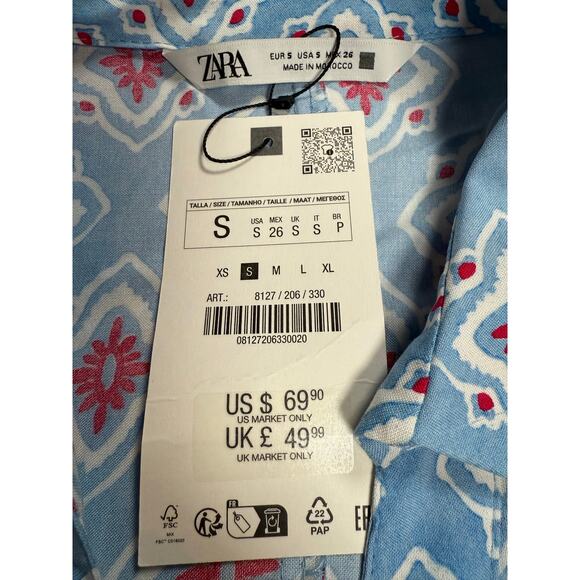 ZARA
EUR S USA S MEX 26
MADE IN MOROCCO
TALLA / SIZE / TAMANHO / TAILLE / MAAT / ΜΕΓΕΘΟΣ
S
USA MEX UK IT BR
S 26 S S P
XS S M L XL
ART.: 8127 / 206 / 330
08127206330020
US $ 69.90
US MARKET ONLY
UK £ 49.99
UK MARKET ONLY
FSC
MIX
FR
22
PAP